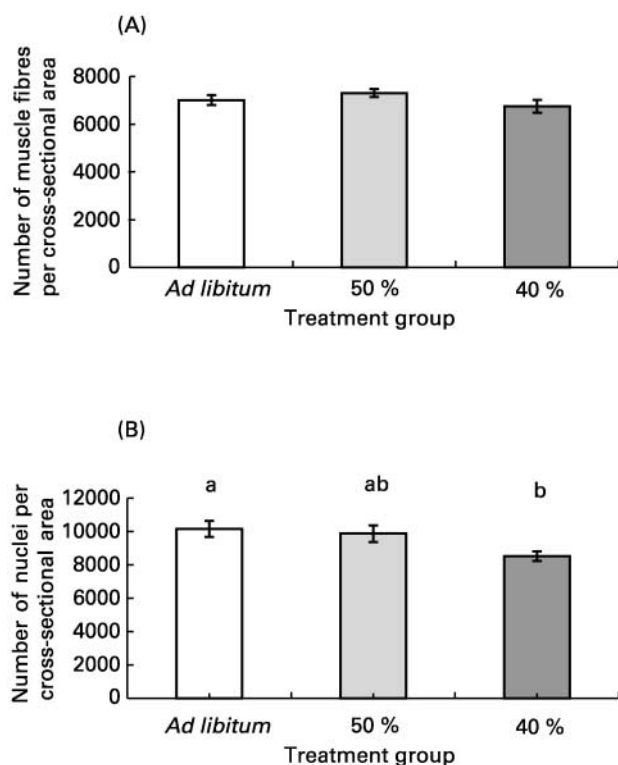 (A)
Number of muscle fibres
per cross-sectional area
8000
6000
4000
2000
0
Ad libitum 50 % 40 %
Treatment group
(B)
Number of nuclei per
cross-sectional area
12000
10000
8000
6000
4000
2000
0
a ab b
Ad libitum 50 % 40 %
Treatment group